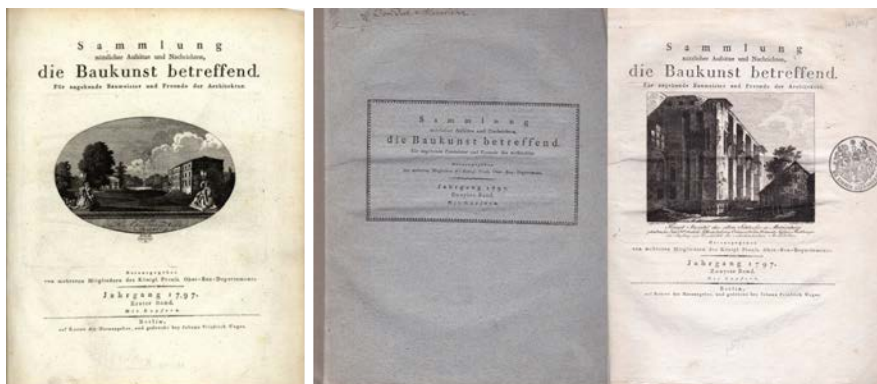 Sammlung
nützlicher Aufsätze und Nachrichten,
die Baukunst betreffend.
Für angehende Baumeister und Freunde der Architektur.
Herausgegeben
von mehreren Mitgliedern des Königl. Preuß. Ober-Bau-Departements.
Jahrgang 1797.
Erster Band.
Mit Kupfern.
Berlin,
auf Kosten der Herausgeber, und gedruckt bey Johann Friedrich Unger.
Sammlung
nützlicher Aufsätze und Nachrichten,
die Baukunst betreffend.
Für angehende Baumeister und Freunde der Architektur.
Herausgegeben
von mehreren Mitgliedern des Königl. Preuß. Ober-Bau-Departements.
Jahrgang 1797.
Zweyter Band.
Mit Kupfern.
Sammlung
nützlicher Aufsätze und Nachrichten,
die Baukunst betreffend.
Für angehende Baumeister und Freunde der Architektur.
Herausgegeben
von mehreren Mitgliedern des Königl. Preuß. Ober-Bau-Departements.
Jahrgang 1797.
Zweyter Band.
Mit Kupfern.
Berlin,
auf Kosten der Herausgeber, und gedruckt bey Johann Friedrich Unger.